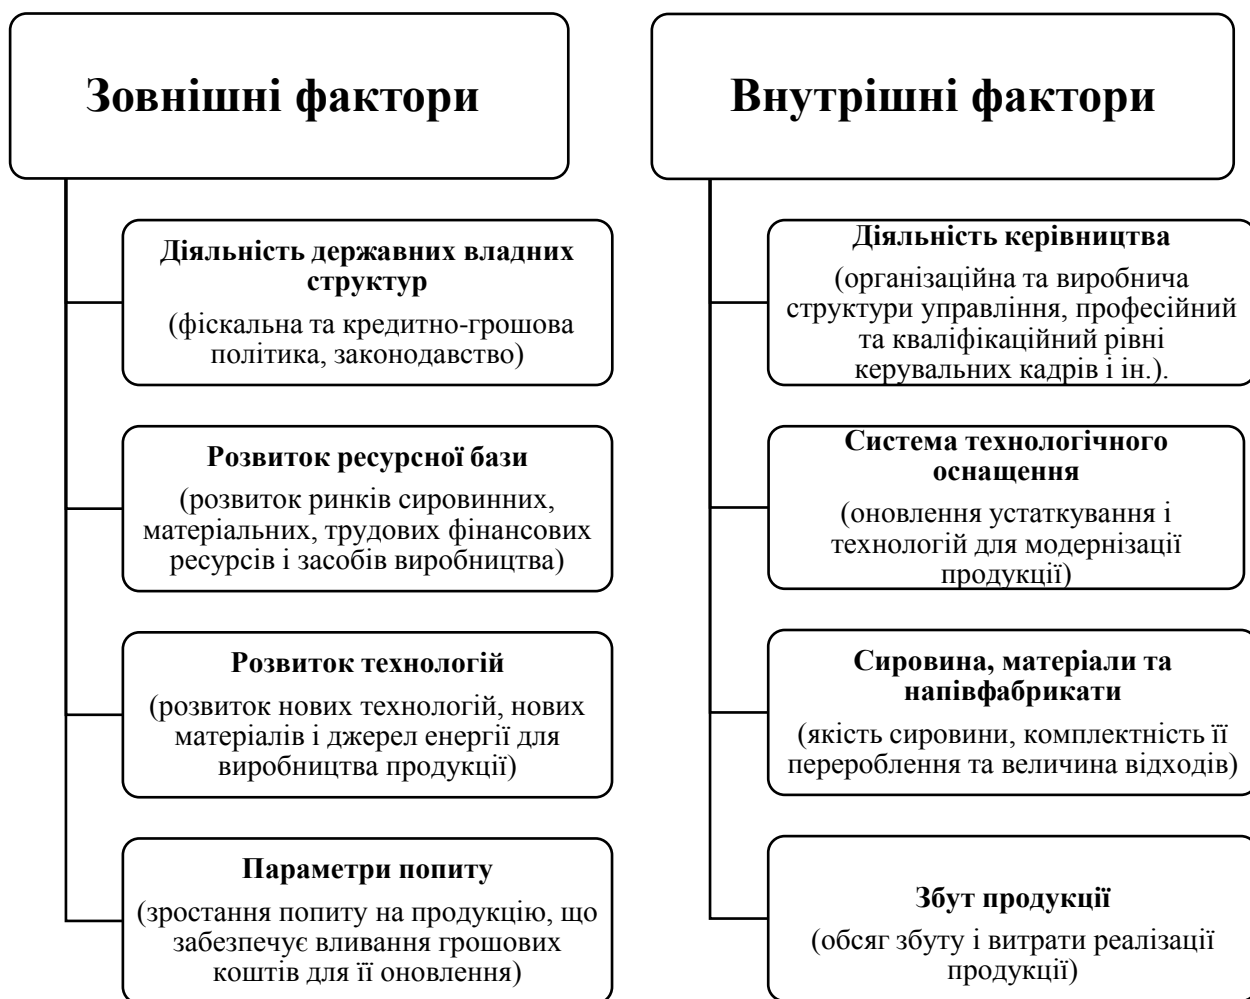 Зовнішні фактори
Діяльність державних владних
структур
(фіскальна та кредитно-грошова
політика, законодавство)
Розвиток ресурсної бази
(розвиток ринків сировинних,
матеріальних, трудових фінансових
ресурсів і засобів виробництва)
Розвиток технологій
(розвиток нових технологій, нових
матеріалів і джерел енергії для
виробництва продукції)
Параметри попиту
(зростання попиту на продукцію, що
забезпечує вливання грошових
коштів для її оновлення)
Внутрішні фактори
Діяльність керівництва
(організаційна та виробнича
структури управління, професійний
та кваліфікаційний рівні
керувальних кадрів і ін.).
Система технологічного
оснащення
(оновлення устаткування і
технологій для модернізації
продукції)
Сировина, матеріали та
напівфабрикати
(якість сировини, комплектність її
перероблення та величина відходів)
Збут продукції
(обсяг збуту і витрати реалізації
продукції)